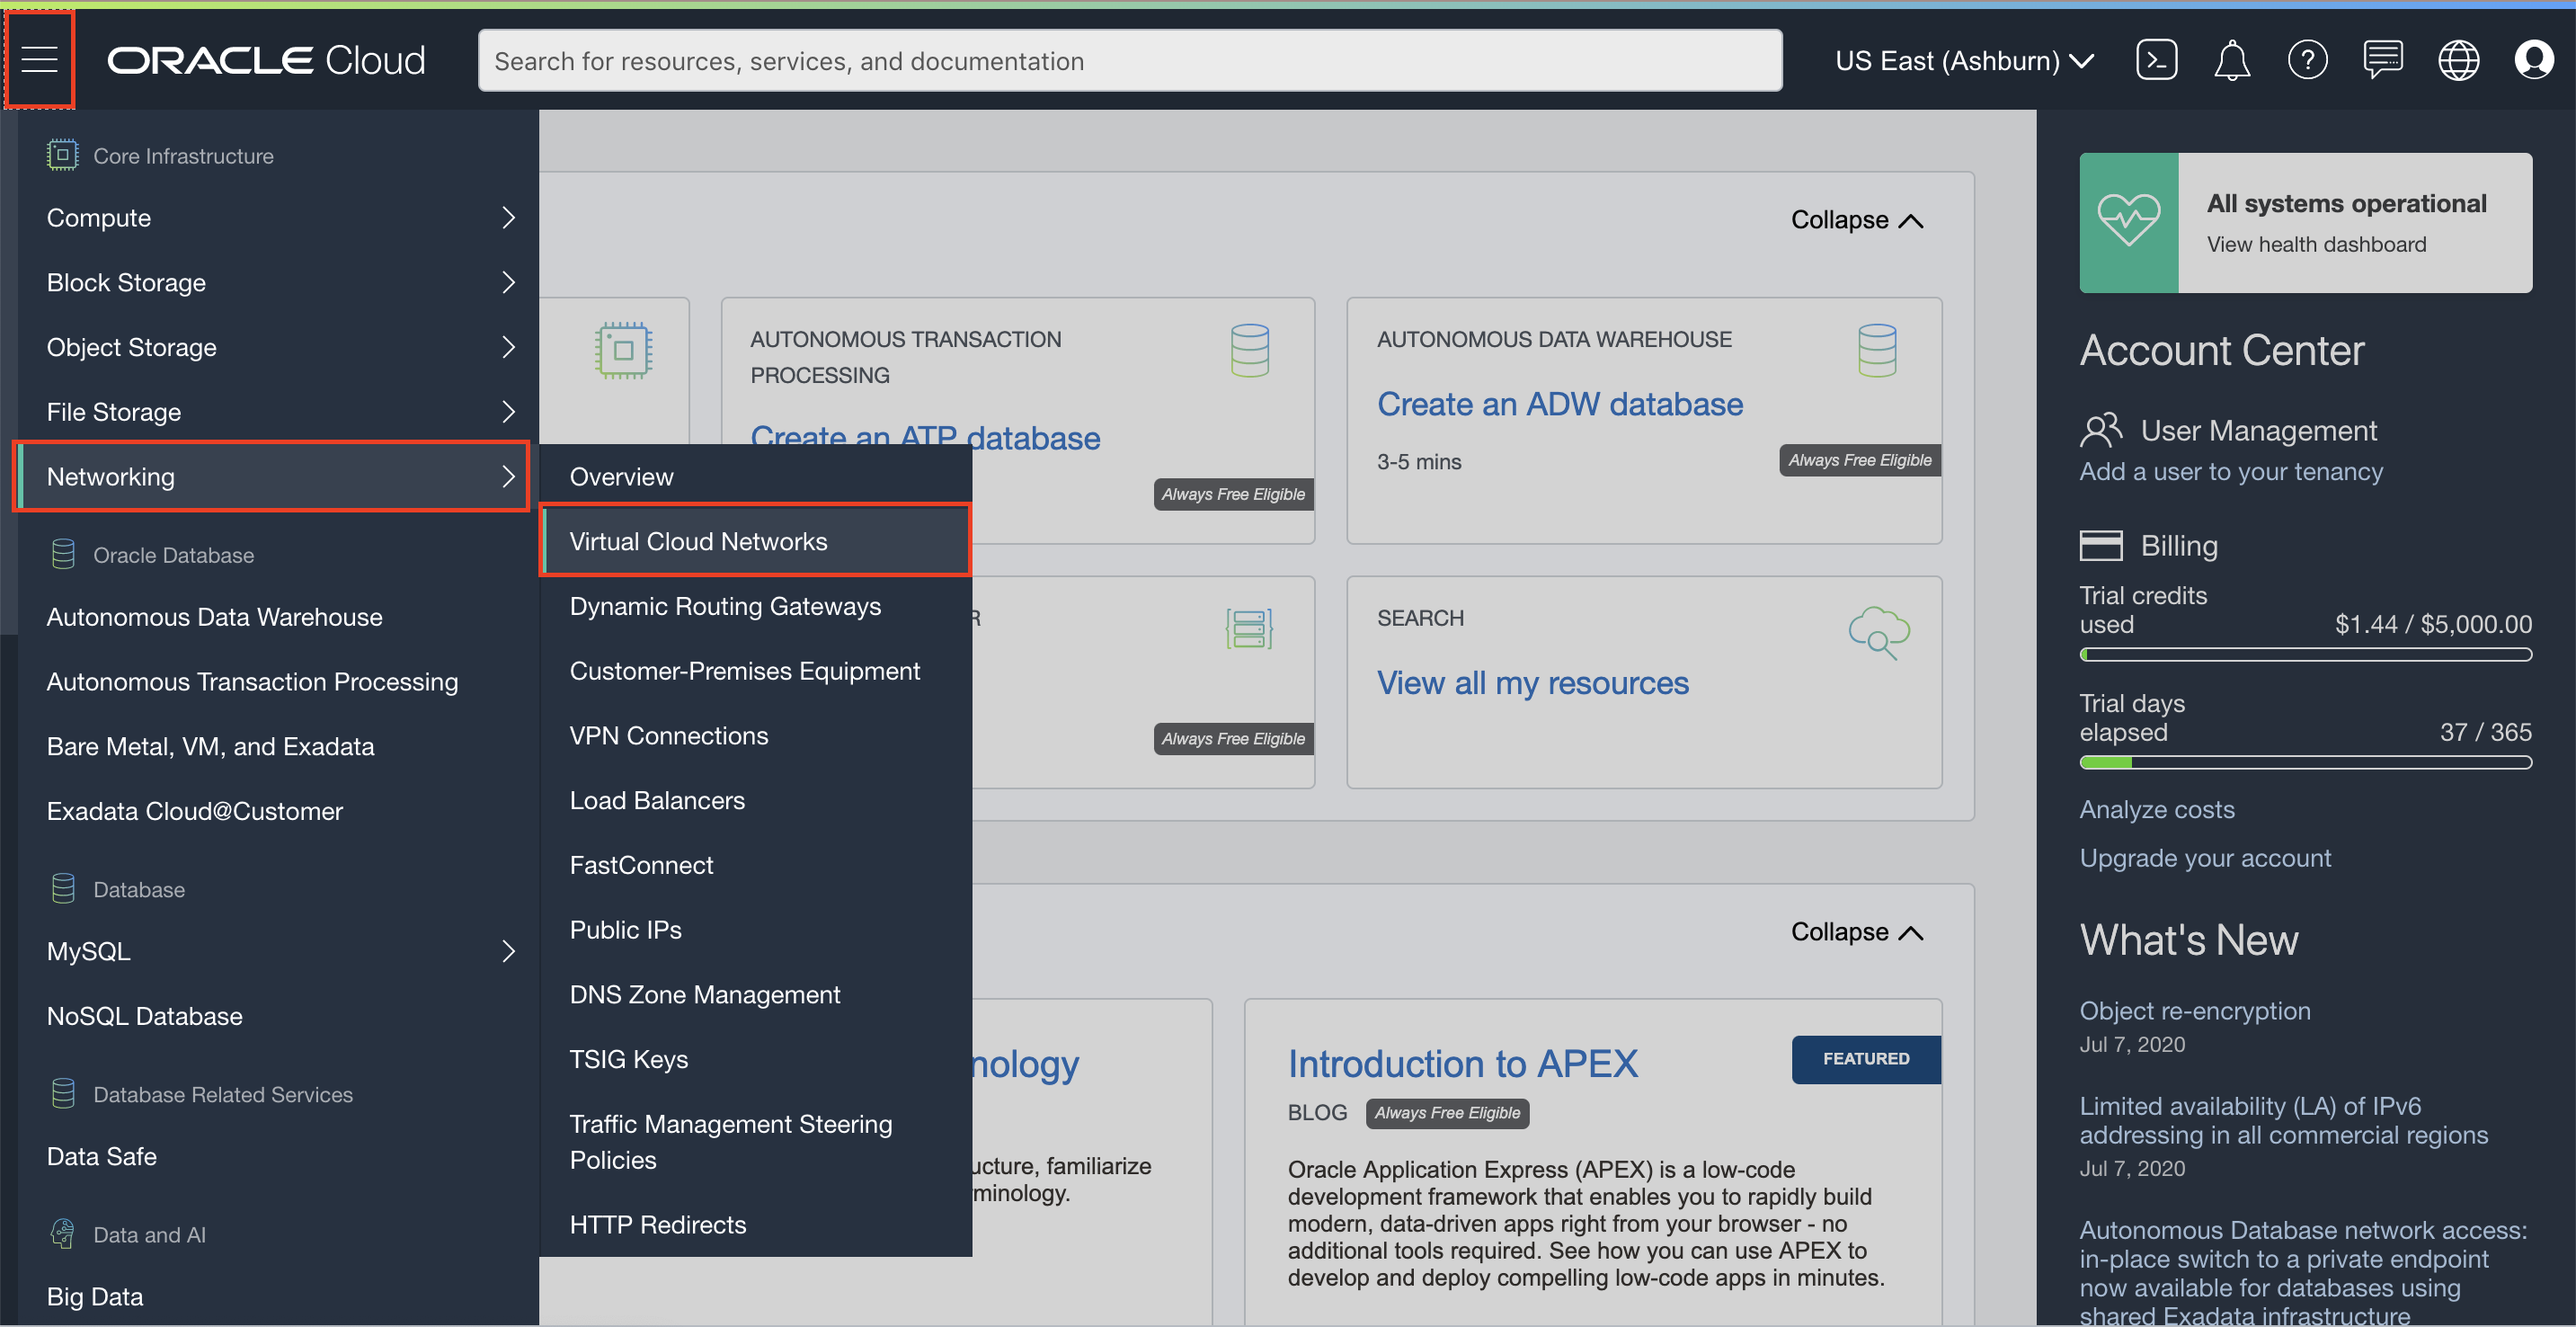 ORACLE Cloud
Search for resources, services, and documentation
US East (Ashburn)
Core Infrastructure
Compute
Block Storage
Object Storage
File Storage
Networking
Oracle Database
Autonomous Data Warehouse
Autonomous Transaction Processing
Bare Metal, VM, and Exadata
Exadata Cloud@Customer
Database
MySQL
NoSQL Database
Database Related Services
Data Safe
Data and AI
Big Data
Overview
Virtual Cloud Networks
Dynamic Routing Gateways
Customer-Premises Equipment
VPN Connections
Load Balancers
FastConnect
Public IPs
DNS Zone Management
TSIG Keys
Traffic Management Steering
Policies
HTTP Redirects
Collapse
AUTONOMOUS TRANSACTION
PROCESSING
Create an ATP database
Always Free Eligible
AUTONOMOUS DATA WAREHOUSE
Create an ADW database
3-5 mins
Always Free Eligible
R
Always Free Eligible
SEARCH
View all my resources
Collapse
nology
ucture, familiarize
minology.
Introduction to APEX
FEATURED
BLOG
Always Free Eligible
Oracle Application Express (APEX) is a low-code
development framework that enables you to rapidly build
modern, data-driven apps right from your browser - no
additional tools required. See how you can use APEX to
develop and deploy compelling low-code apps in minutes.
All systems operational
View health dashboard
Account Center
User Management
Add a user to your tenancy
Billing
Trial credits
used
$1.44 / $5,000.00
Trial days
elapsed
37 / 365
Analyze costs
Upgrade your account
What's New
Object re-encryption
Jul 7, 2020
Limited availability (LA) of IPv6
addressing in all commercial regions
Jul 7, 2020
Autonomous Database network access:
in-place switch to a private endpoint
now available for databases using
shared Exadata infrastructure